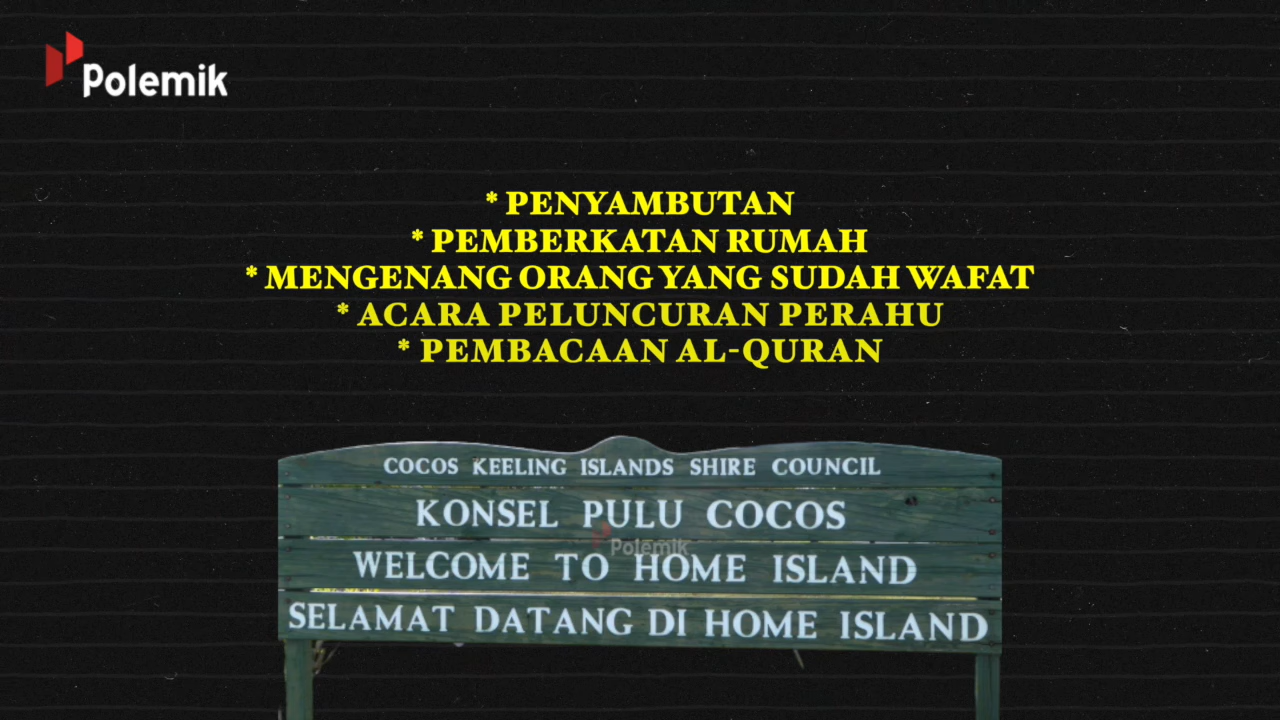 Polemik
* PENYAMBUTAN
* PEMBERKATAN RUMAH
* MENGENANG ORANG YANG SUDAH WAFAT
* ACARA PELUNCURAN PERAHU
* PEMBACAAN AL-QURAN
COCOS KEELING ISLANDS SHIRE COUNCIL
KONSEL PULU COCOS
Polemik
WELCOME TO HOME ISLAND
SELAMAT DATANG DI HOME ISLAND